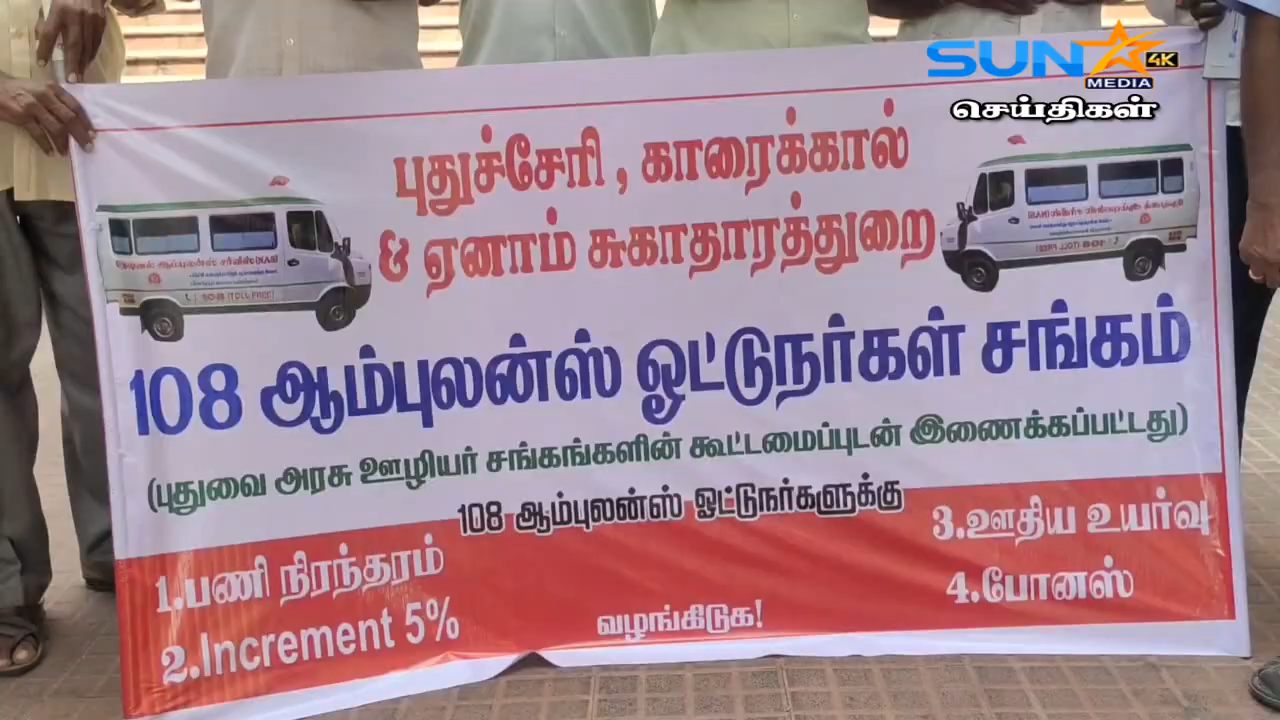 SUN MEDIA 4K
செய்திகள்
புதுச்சேரி , காரைக்கால்
& ஏனாம் சுகாதாரத்துறை
108 ஆம்புலன்ஸ் ஓட்டுநர்கள் சங்கம்
(புதுவை அரசு ஊழியர் சங்கங்களின் கூட்டமைப்புடன் இணைக்கப்பட்டது)
108 ஆம்புலன்ஸ் ஓட்டுநர்களுக்கு
1.பணி நிரந்தரம்
2.Increment 5%
3.ஊதிய உயர்வு
4.போனஸ்
வழங்கிடுக!